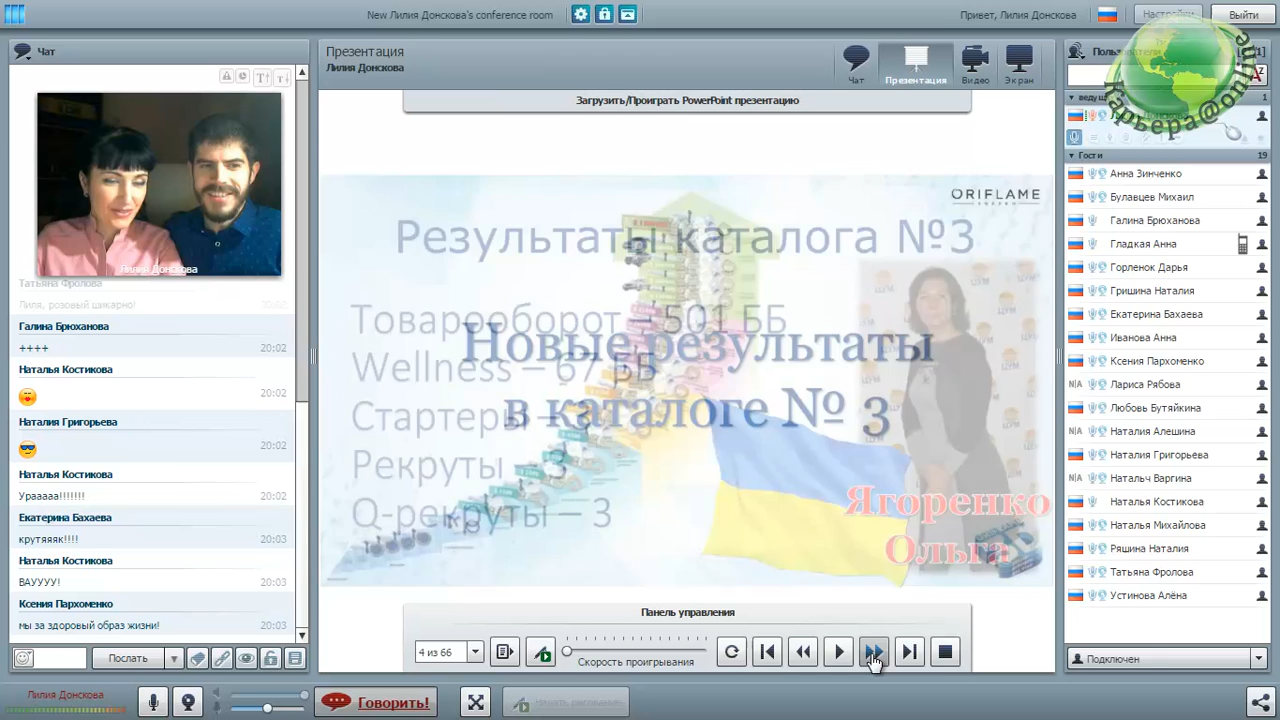 New Лилия Донскова's conference room
Привет, Лилия Донскова
Настройки
Выйти
Чат
Лилия Донскова
Татьяна Фролова
Лиля, розовый шикарно! 20:02
Галина Брюханова
++++ 20:02
Наталья Костикова
20:02
Наталия Григорьева
20:02
Наталья Костикова
Урааааа!!!!!!! 20:02
Екатерина Бахаева
крутяяяк!!!! 20:03
Наталья Костикова
ВАУУУУ! 20:03
Ксения Пархоменко
мы за здоровый образ жизни! 20:03
Послать
Презентация
Лилия Донскова
Чат
Презентация
Видео
Экран
Загрузить/Проиграть PowerPoint презентацию
ORIFLAME
SWEDEN
Результаты каталога №3
Товарооборот – 501 ББ
Wellness – 67 ББ
Стартеры – 3
Рекруты – 3
С-рекруты – 3
Новые результаты
в каталоге № 3
Ягоренко
Ольга
Панель управления
4 из 66
Скорость проигрывания
Карьера@online
Гости 19
Анна Зинченко
Булавцев Михаил
Галина Брюханова
Гладкая Анна
Горленок Дарья
Гришина Наталия
Екатерина Бахаева
Иванова Анна
Ксения Пархоменко
N/A Лариса Рябова
Любовь Бутяйкина
N/A Наталия Алешина
Наталия Григорьева
N/A Натальч Варгина
Наталья Костикова
Наталья Михайлова
Ряшина Наталия
Татьяна Фролова
Устинова Алёна
Подключен
Лилия Донскова
Говорить!